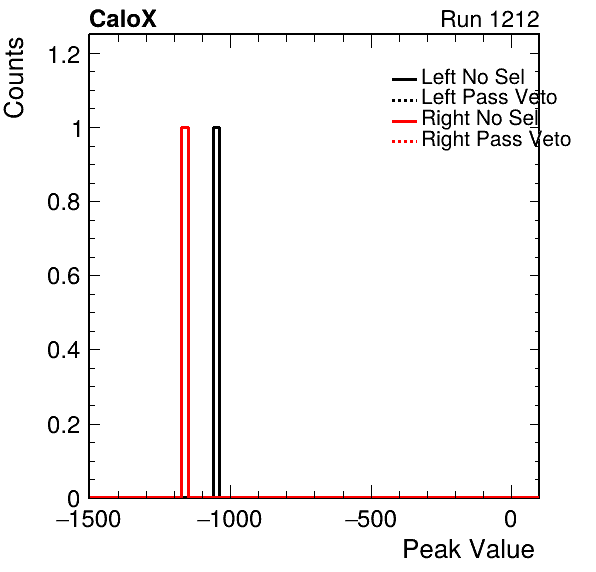 CaloX Run 1212
Counts
1.2
1
0.8
0.6
0.4
0.2
0
−1500 −1000 −500 0
Peak Value
Left No Sel
Left Pass Veto
Right No Sel
Right Pass Veto